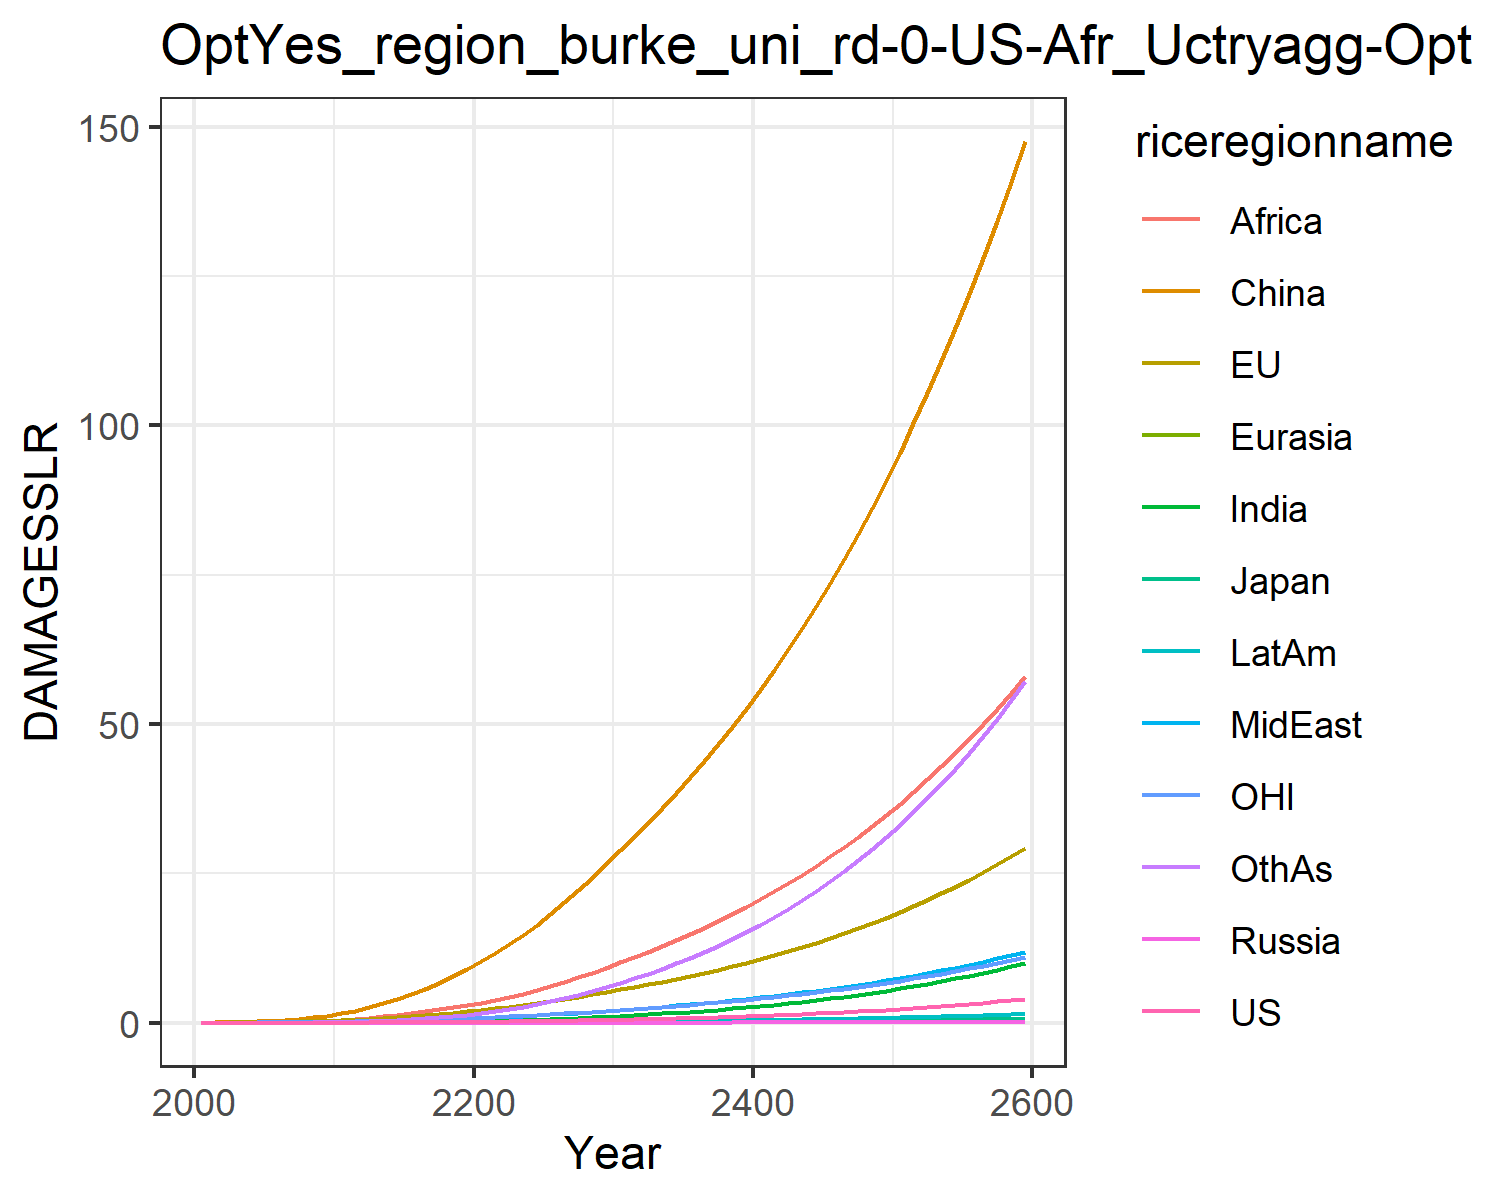 OptYes_region_burke_uni_rd-0-US-Afr_Uctryagg-Opt
150
100
50
0
DAMAGESSLR
2000 2200 2400 2600
Year
riceregionname
Africa
China
EU
Eurasia
India
Japan
LatAm
MidEast
OHI
OthAs
Russia
US